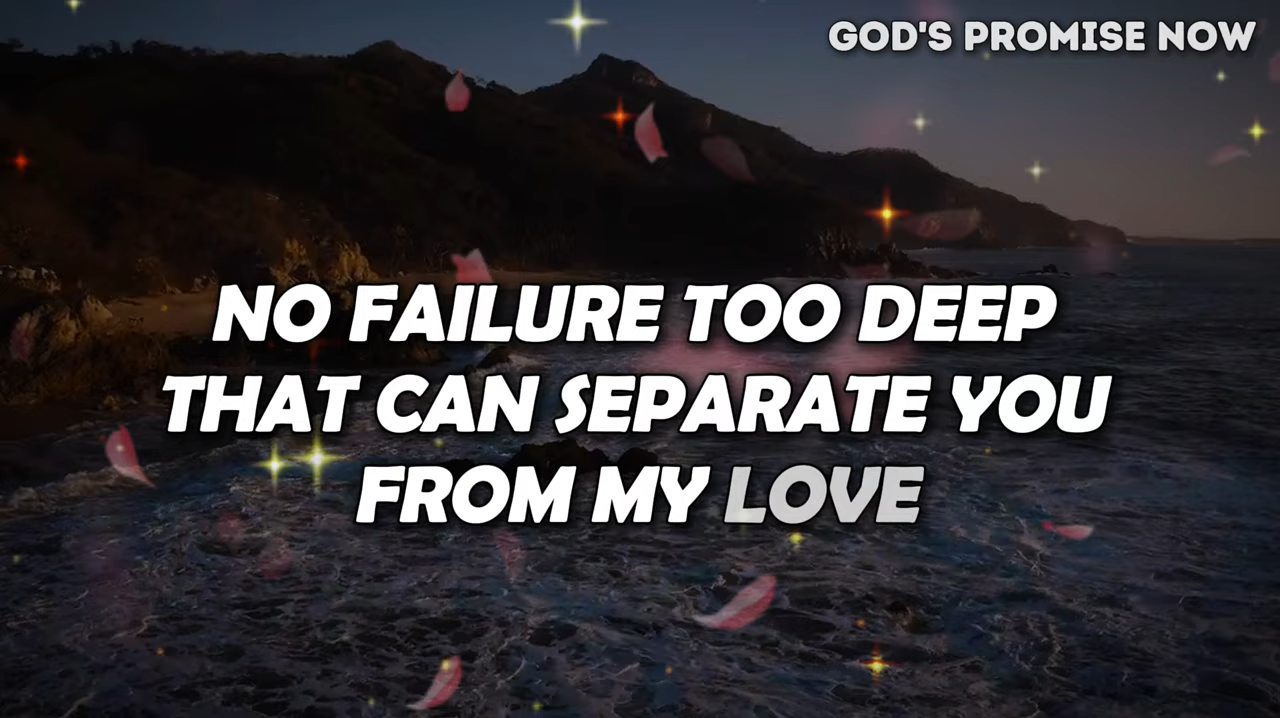 GOD'S PROMISE NOW
NO FAILURE TOO DEEP
THAT CAN SEPARATE YOU
FROM MY LOVE